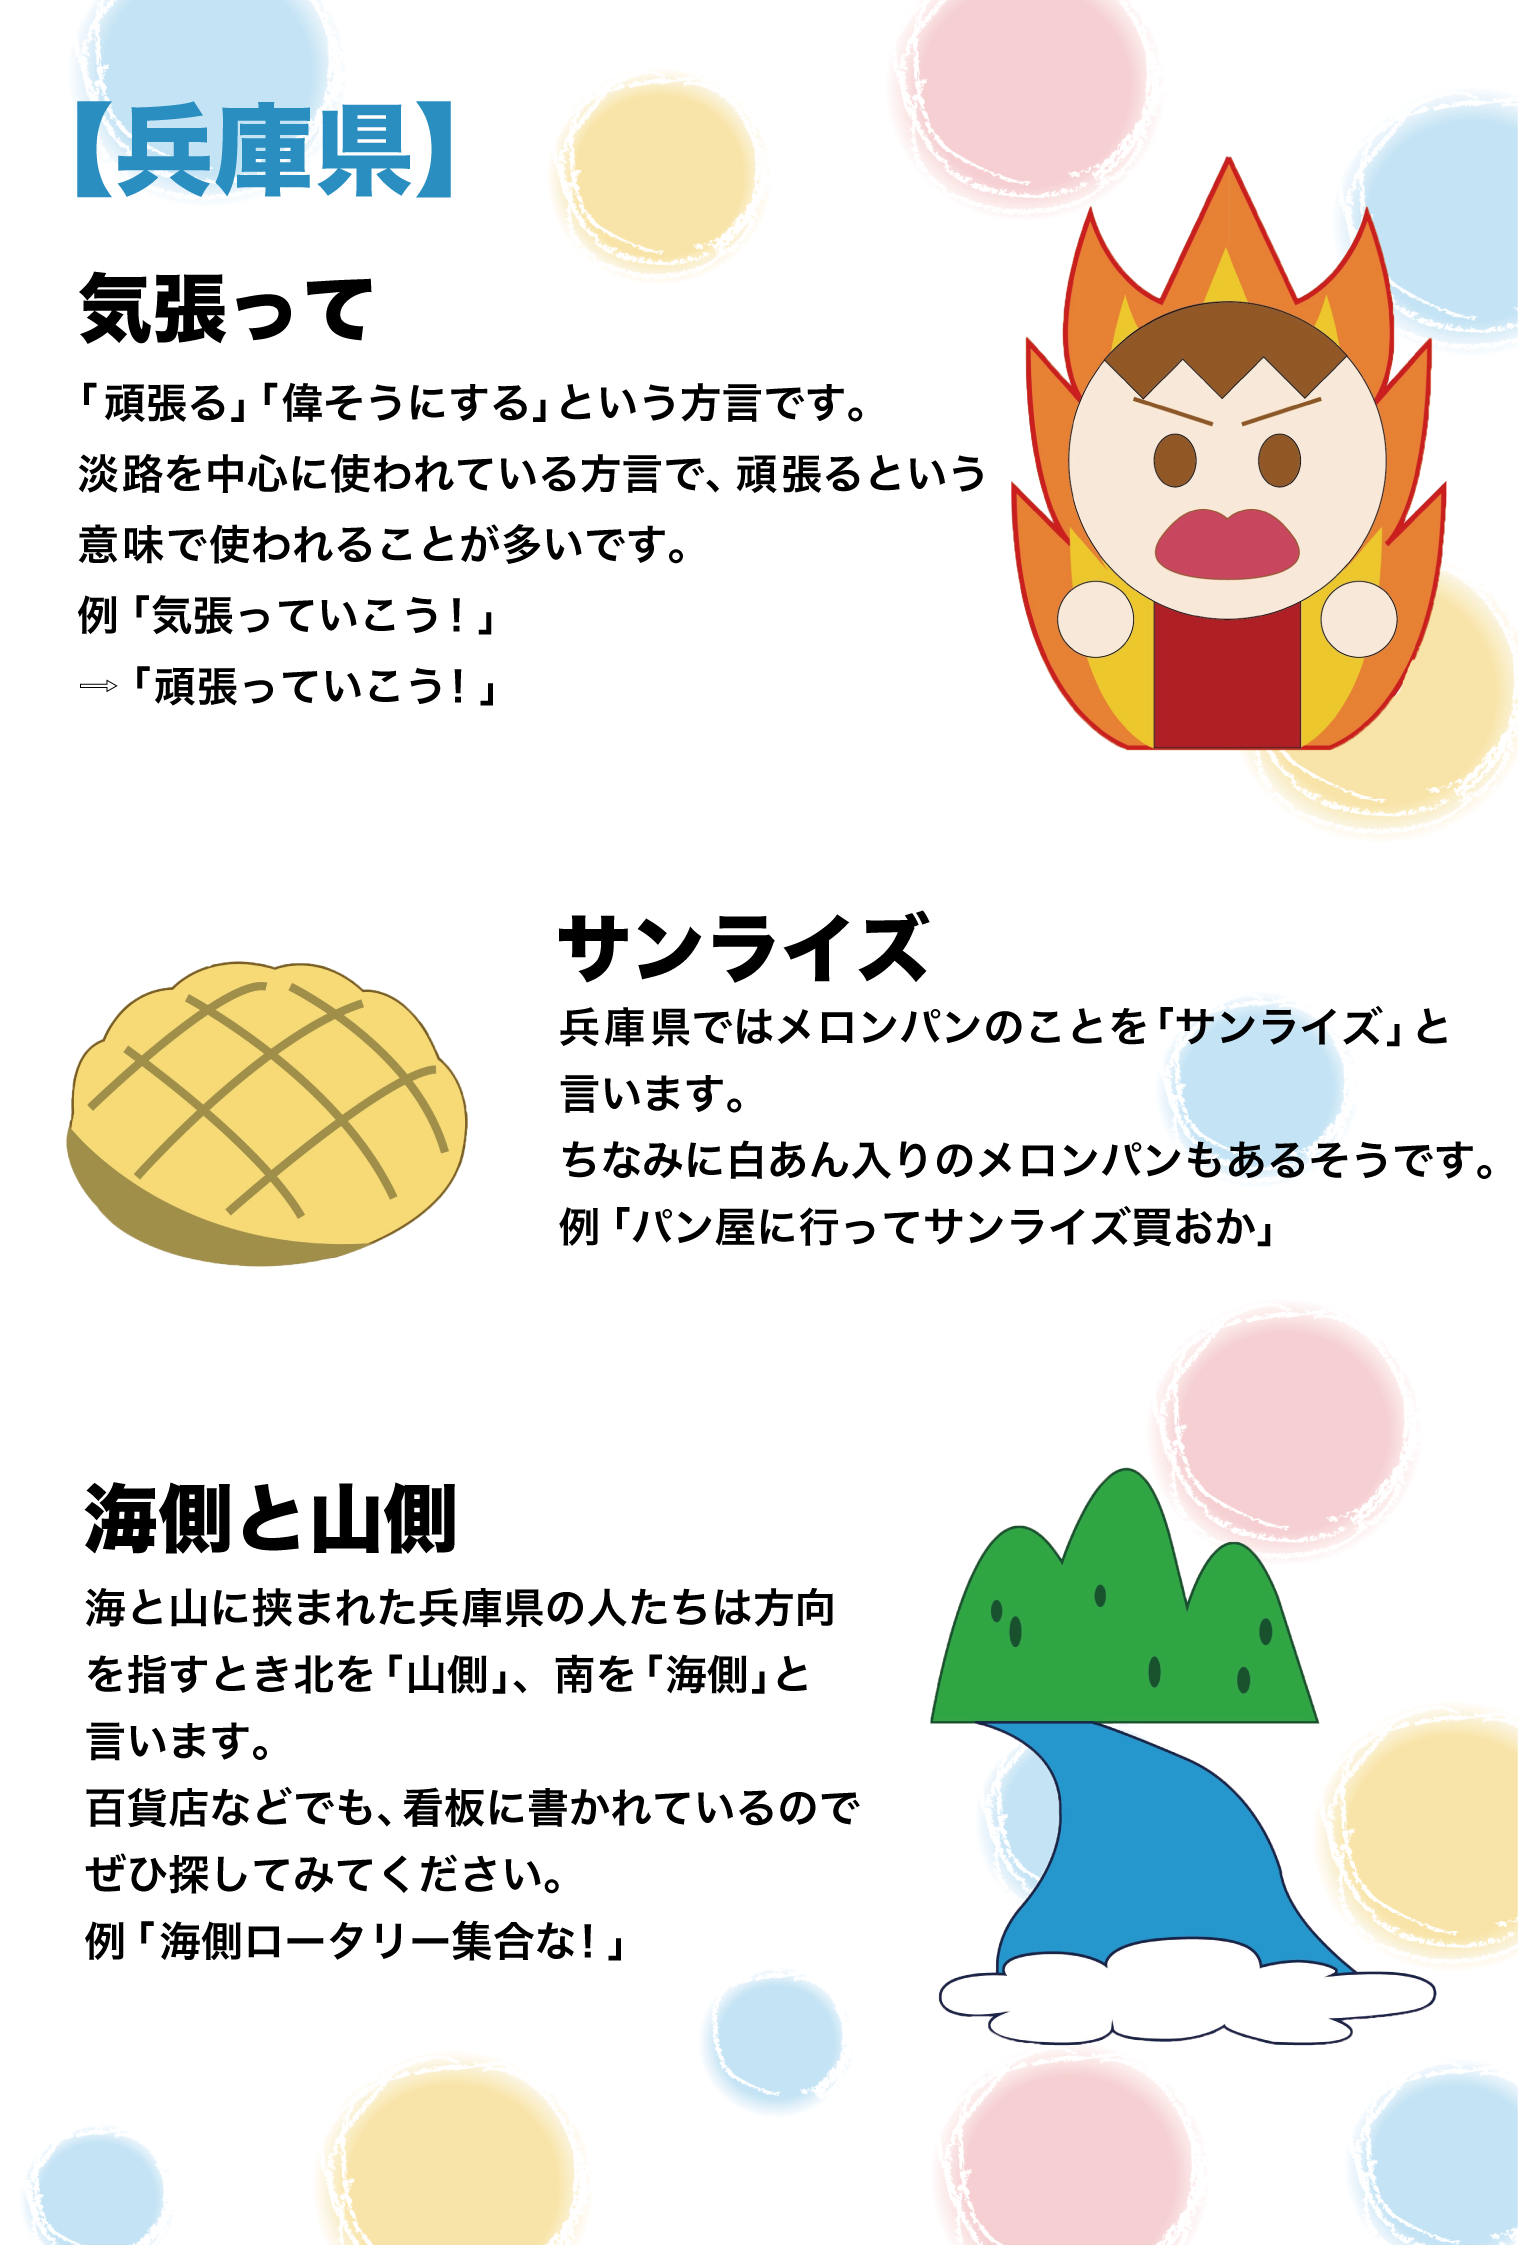 【兵庫県】
気張って
「頑張る」「偉そうにする」という方言です。
淡路を中心に使われている方言で、頑張るという
意味で使われることが多いです。
例「気張っていこう！」
⇨「頑張っていこう！」
サンライズ
兵庫県ではメロンパンのことを「サンライズ」と
言います。
ちなみに白あん入りのメロンパンもあるそうです。
例「パン屋に行ってサンライズ買おか」
海側と山側
海と山に挟まれた兵庫県の人たちは方向
を指すとき北を「山側」、南を「海側」と
言います。
百貨店などでも、看板に書かれているので
ぜひ探してみてください。
例「海側ロータリー集合な！」